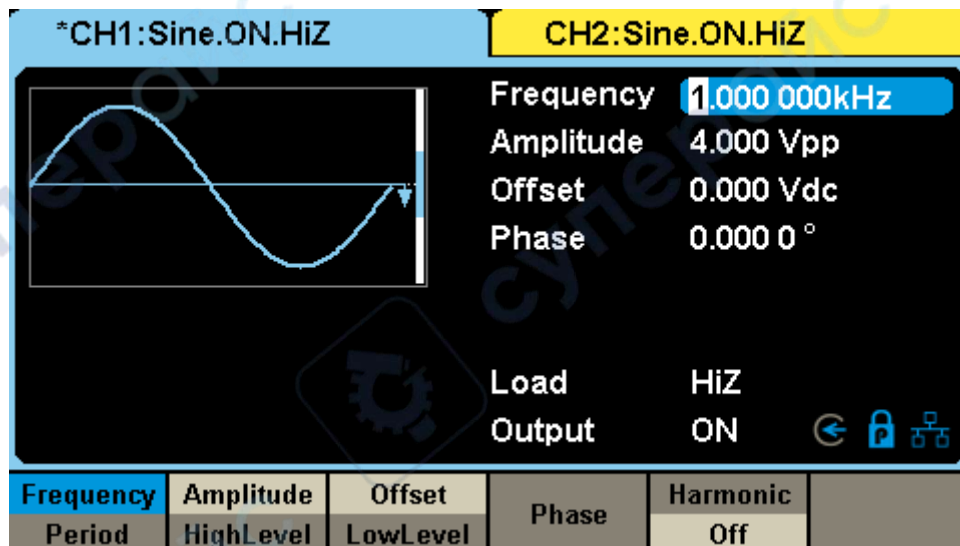 *CH1:Sine.ON.HiZ CH2:Sine.ON.HiZ
Frequency 1.000 000kHz
Amplitude 4.000 Vpp
Offset 0.000 Vdc
Phase 0.000 0 °
Load HiZ
Output ON
P
Frequency Amplitude Offset Phase Harmonic
Period HighLevel LowLevel Off
суперайс